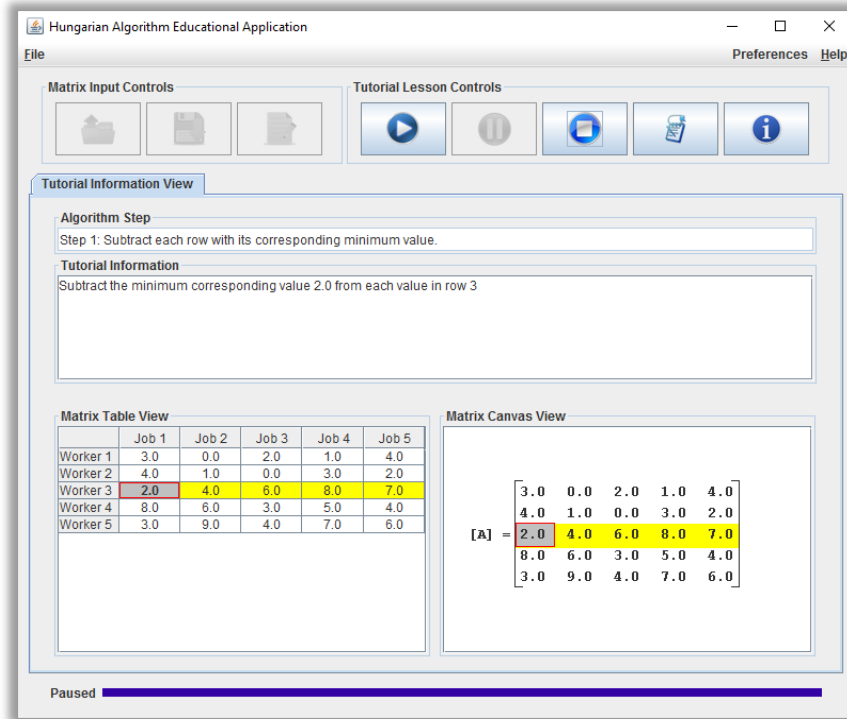 Hungarian Algorithm Educational Application
File Preferences Help
Matrix Input Controls Tutorial Lesson Controls
Tutorial Information View
Algorithm Step
Step 1: Subtract each row with its corresponding minimum value.
Tutorial Information
Subtract the minimum corresponding value 2.0 from each value in row 3
Matrix Table View
Job 1 Job 2 Job 3 Job 4 Job 5
Worker 1 3.0 0.0 2.0 1.0 4.0
Worker 2 4.0 1.0 0.0 3.0 2.0
Worker 3 2.0 4.0 6.0 8.0 7.0
Worker 4 8.0 6.0 3.0 5.0 4.0
Worker 5 3.0 9.0 4.0 7.0 6.0
Matrix Canvas View
3.0 0.0 2.0 1.0 4.0
4.0 1.0 0.0 3.0 2.0
[A] = 2.0 4.0 6.0 8.0 7.0
8.0 6.0 3.0 5.0 4.0
3.0 9.0 4.0 7.0 6.0
Paused